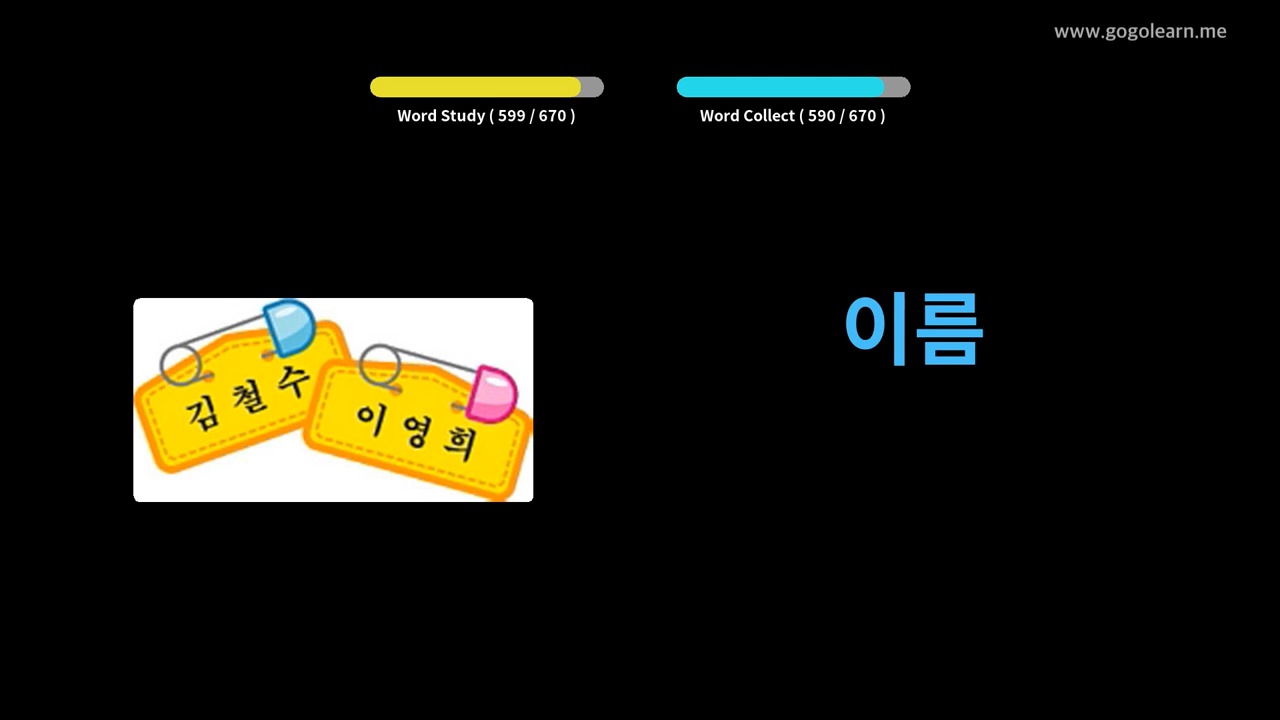 www.gogolearn.me
Word Study ( 599 / 670 )
Word Collect ( 590 / 670 )
이름
김 철 수
이 영 희